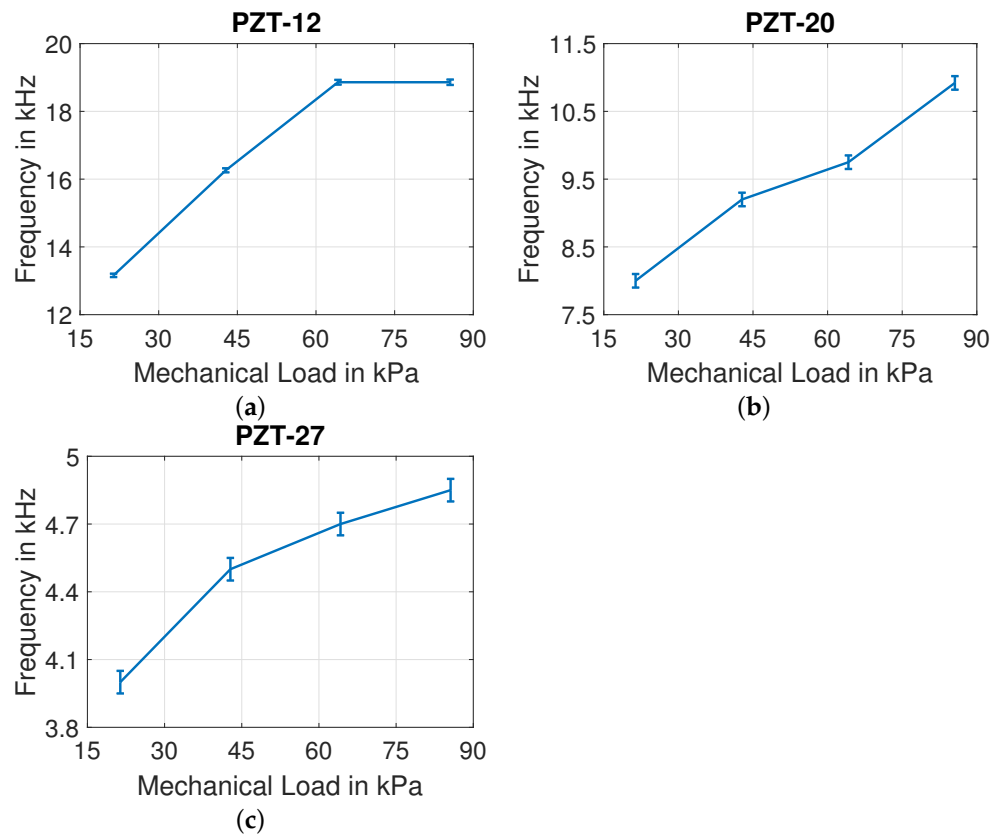 PZT-12
20
18
16
14
12
Frequency in kHz
15 30 45 60 75 90
Mechanical Load in kPa
(a)
PZT-20
11.5
10.5
9.5
8.5
7.5
Frequency in kHz
15 30 45 60 75 90
Mechanical Load in kPa
(b)
PZT-27
5
4.7
4.4
4.1
3.8
Frequency in kHz
15 30 45 60 75 90
Mechanical Load in kPa
(c)